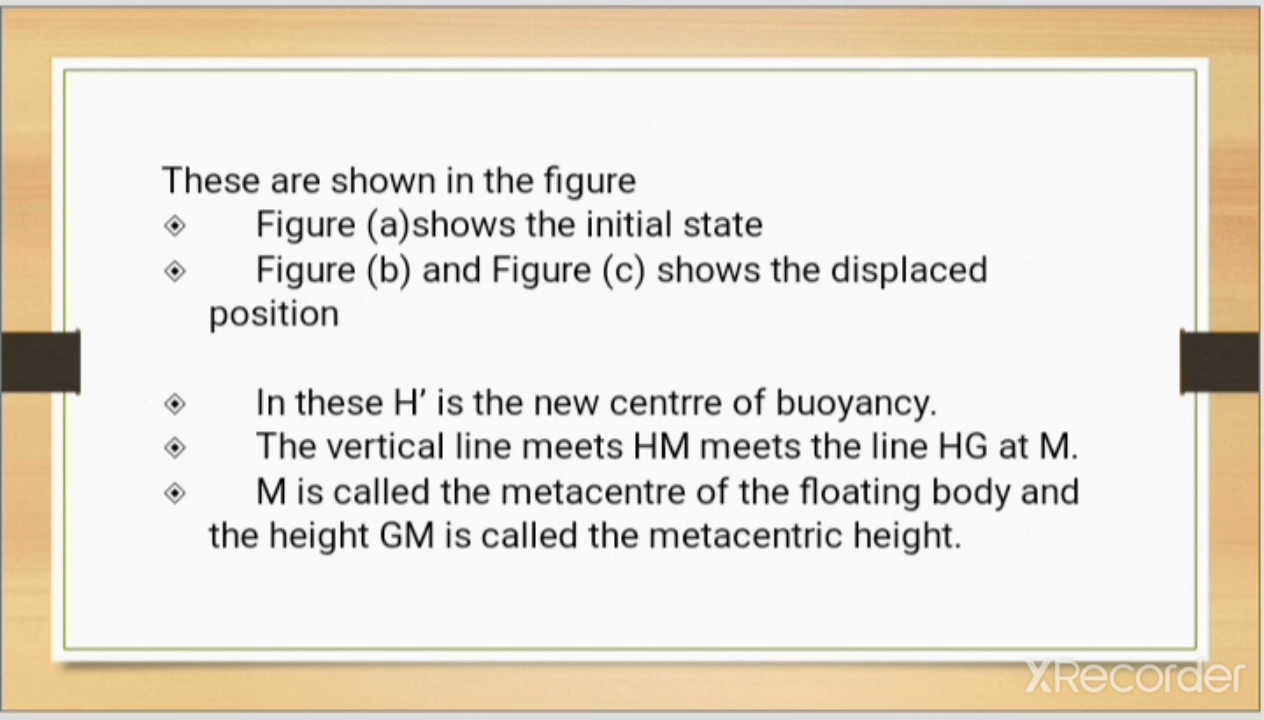 These are shown in the figure
Figure (a)shows the initial state
Figure (b) and Figure (c) shows the displaced
position
In these H’ is the new centrre of buoyancy.
The vertical line meets HM meets the line HG at M.
M is called the metacentre of the floating body and
the height GM is called the metacentric height.
XRecorder